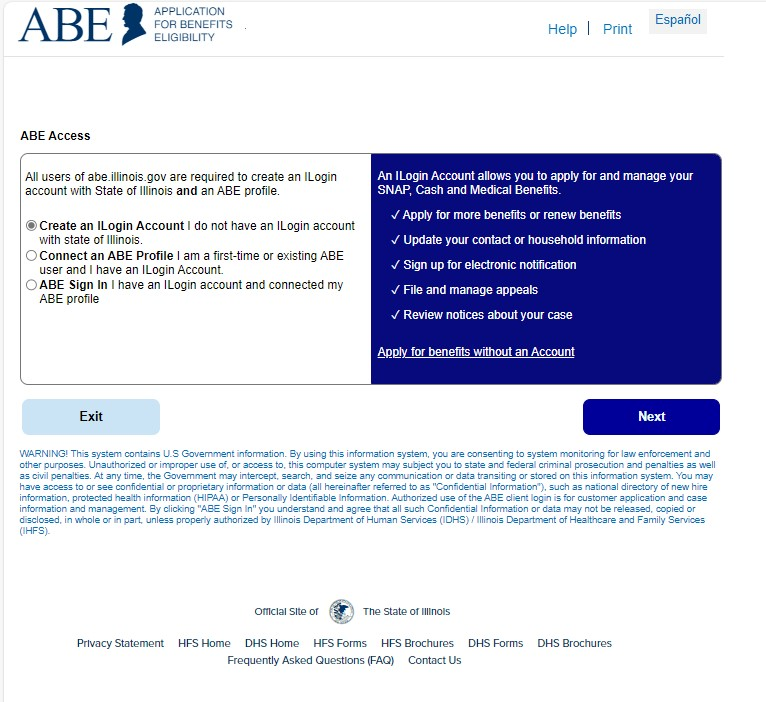 ABE APPLICATION
FOR BENEFITS
ELIGIBILITY
Help | Print Español
ABE Access
All users of abe.illinois.gov are required to create an ILogin
account with State of Illinois and an ABE profile.
Create an ILogin Account I do not have an ILogin account
with state of Illinois.
Connect an ABE Profile I am a first-time or existing ABE
user and I have an ILogin Account.
ABE Sign In I have an ILogin account and connected my
ABE profile
An ILogin Account allows you to apply for and manage your
SNAP, Cash and Medical Benefits.
✓ Apply for more benefits or renew benefits
✓ Update your contact or household information
✓ Sign up for electronic notification
✓ File and manage appeals
✓ Review notices about your case
Apply for benefits without an Account
Exit
Next
WARNING! This system contains U.S Government information. By using this information system, you are consenting to system monitoring for law enforcement and
other purposes. Unauthorized or improper use of, or access to, this computer system may subject you to state and federal criminal prosecution and penalties as well
as civil penalties. At any time, the Government may intercept, search, and seize any communication or data transiting or stored on this information system. You may
have access to or see confidential or proprietary information or data (all hereinafter referred to as "Confidential Information"), such as national directory of new hire
information, protected health information (HIPAA) or Personally Identifiable Information. Authorized use of the ABE client login is for customer application and case
information and management. By clicking "ABE Sign In" you understand and agree that all such Confidential Information or data may not be released, copied or
disclosed, in whole or in part, unless properly authorized by Illinois Department of Human Services (IDHS) / Illinois Department of Healthcare and Family Services
(IHFS).
Official Site of The State of Illinois
Privacy Statement HFS Home DHS Home HFS Forms HFS Brochures DHS Forms DHS Brochures
Frequently Asked Questions (FAQ) Contact Us